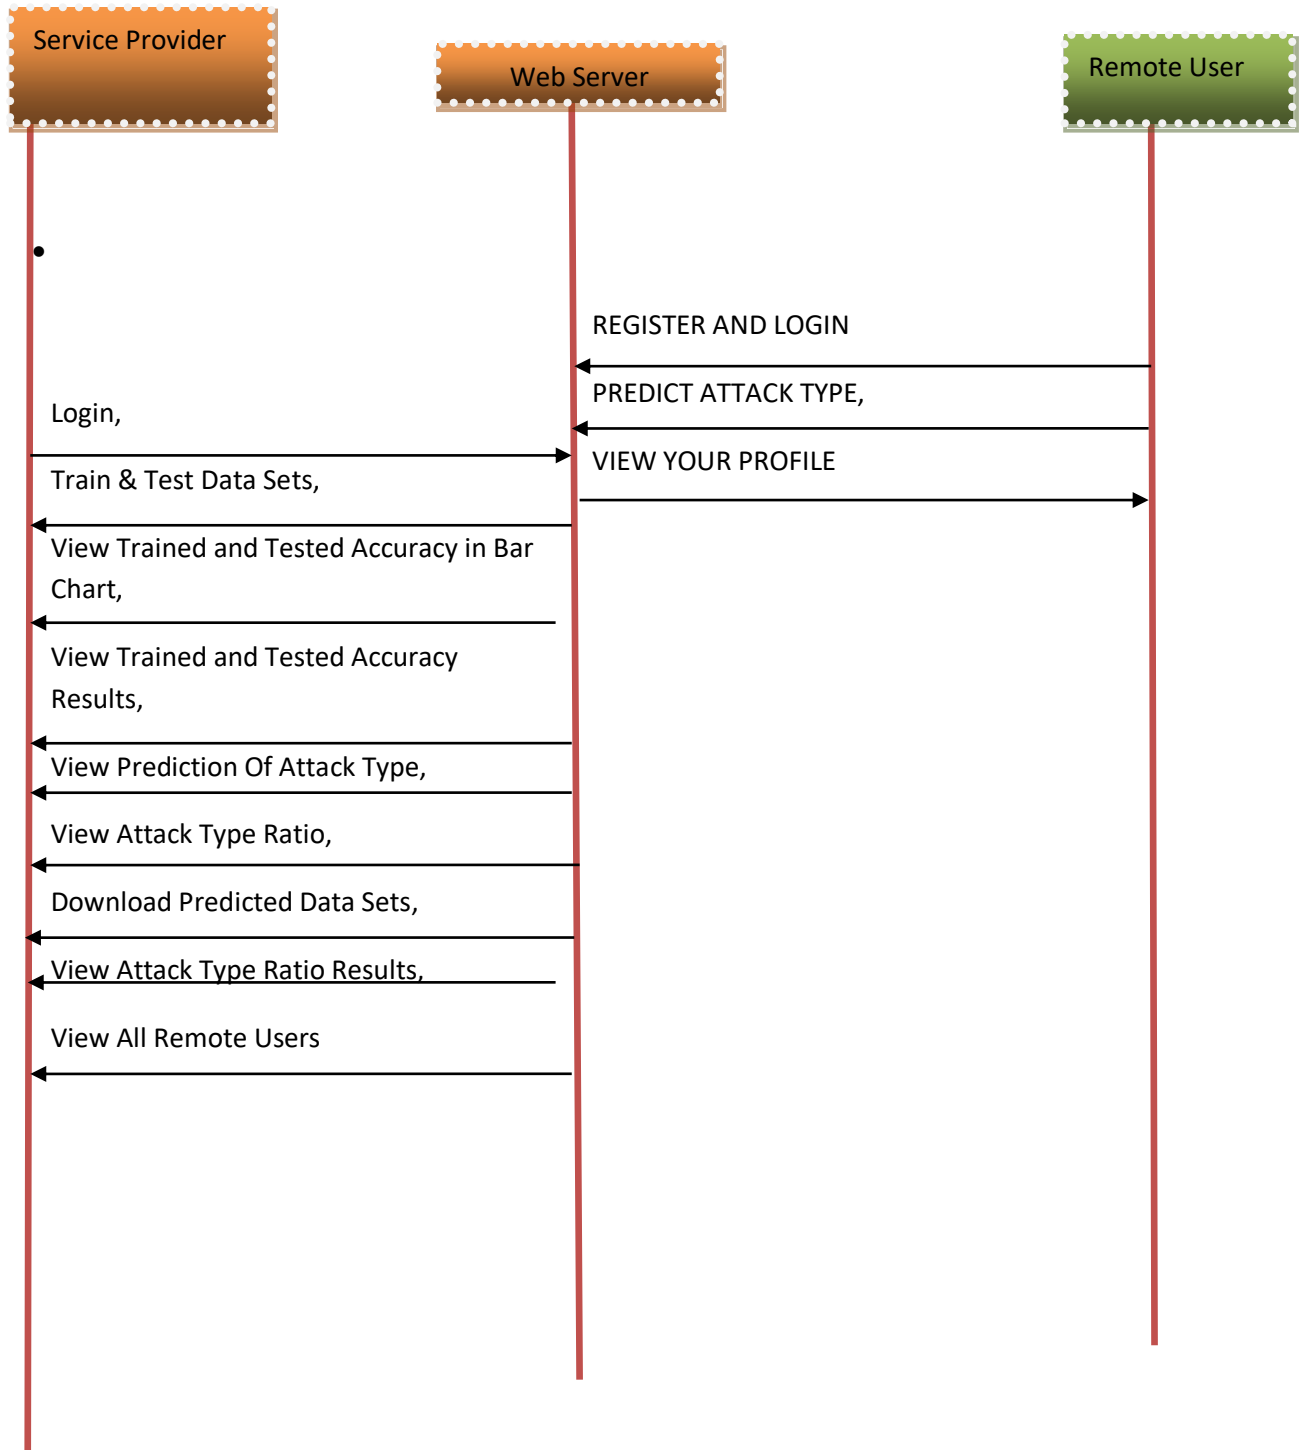 Service Provider
Web Server
Remote User
REGISTER AND LOGIN
PREDICT ATTACK TYPE,
VIEW YOUR PROFILE
Login,
Train & Test Data Sets,
View Trained and Tested Accuracy in Bar
Chart,
View Trained and Tested Accuracy
Results,
View Prediction Of Attack Type,
View Attack Type Ratio,
Download Predicted Data Sets,
View Attack Type Ratio Results,
View All Remote Users